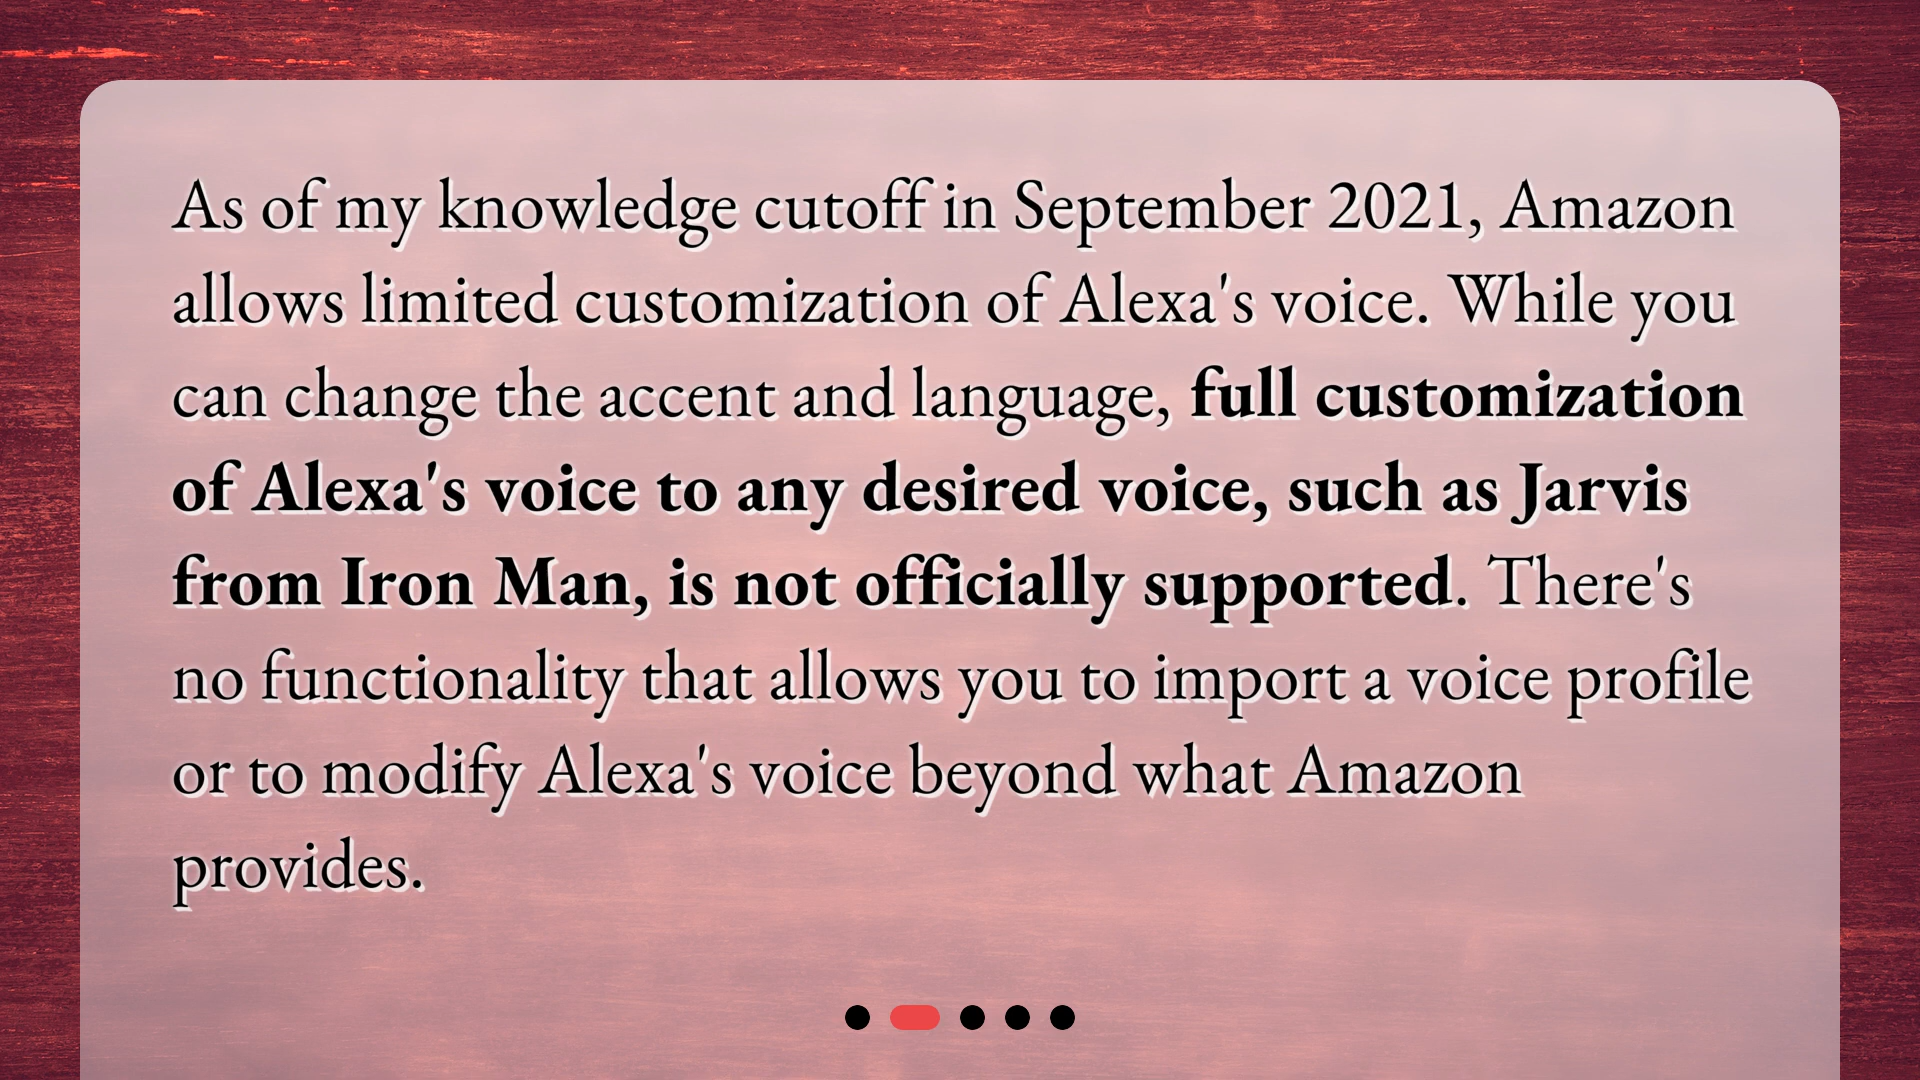 As of my knowledge cutoff in September 2021, Amazon
allows limited customization of Alexa's voice. While you
can change the accent and language, full customization
of Alexa's voice to any desired voice, such as Jarvis
from Iron Man, is not officially supported. There's
no functionality that allows you to import a voice profile
or to modify Alexa's voice beyond what Amazon
provides.